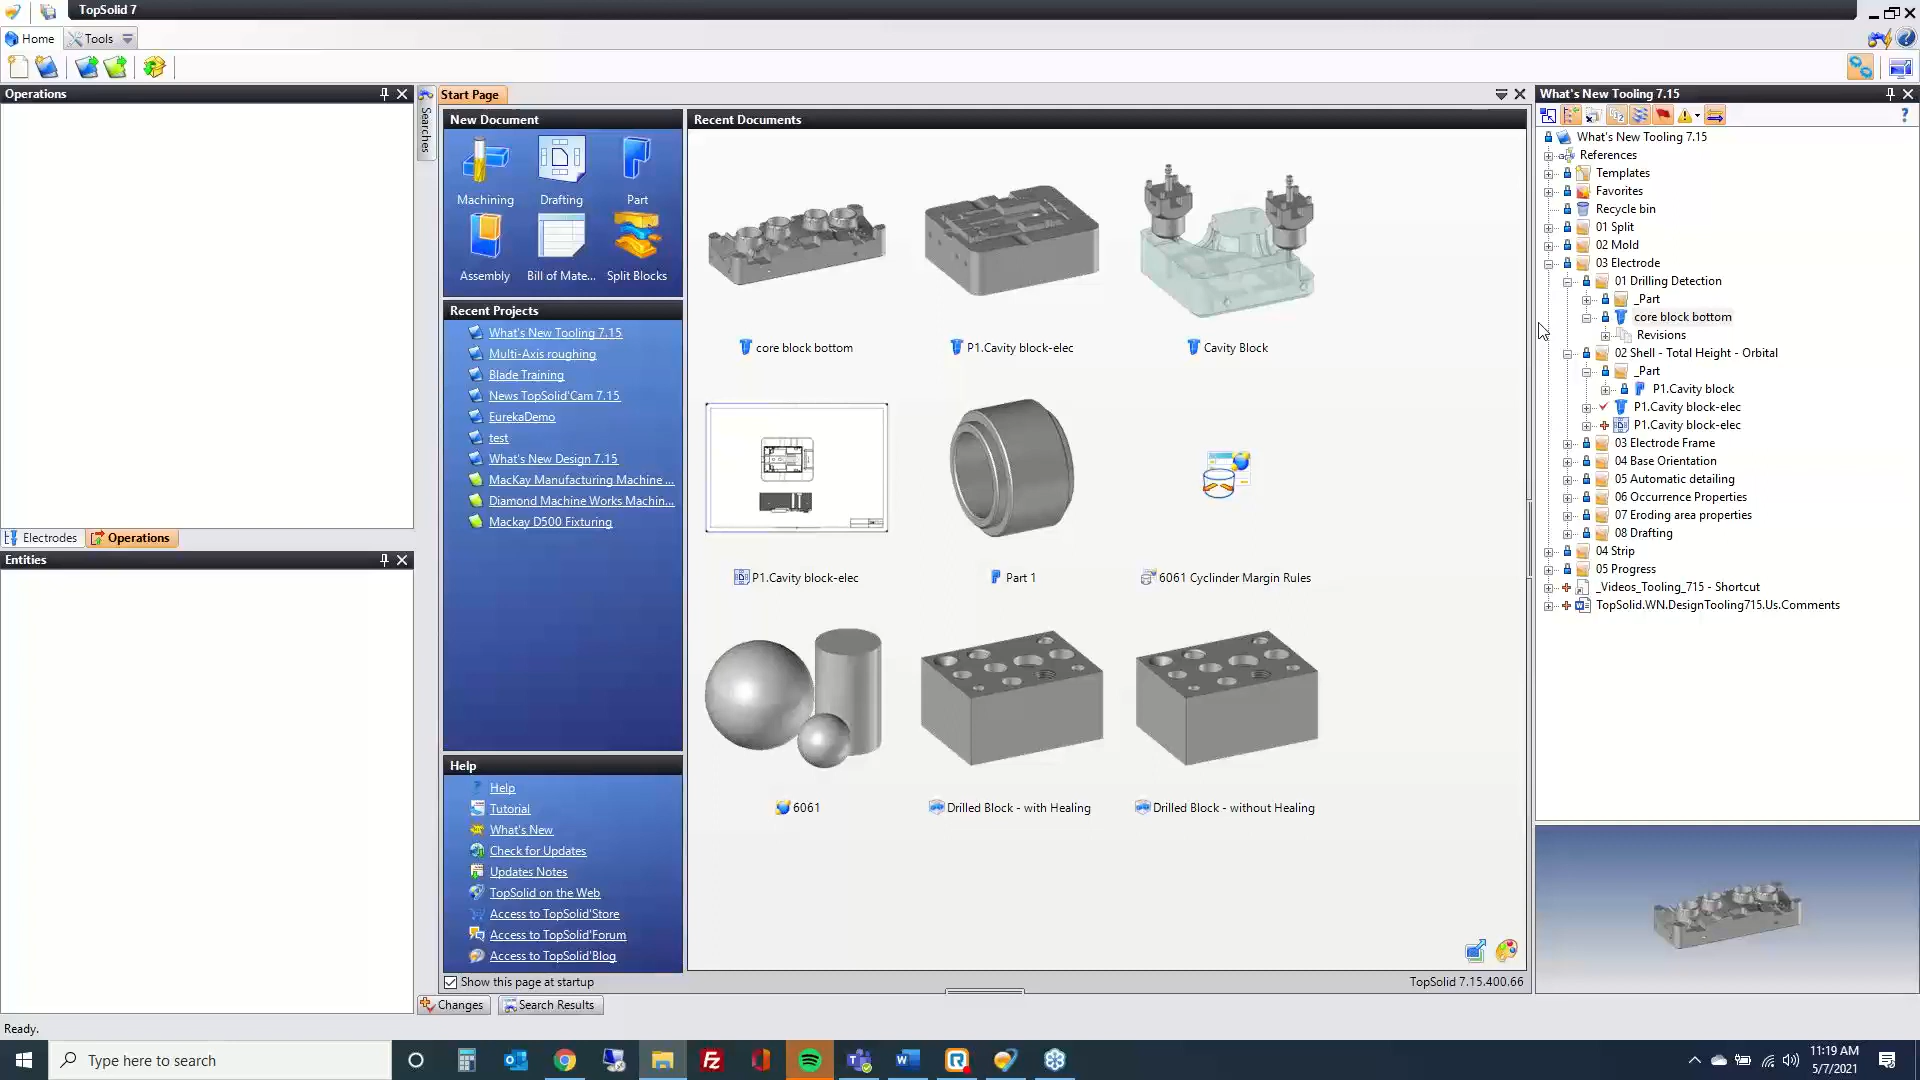 TopSolid 7
Home
Tools
Operations
Electrodes
Operations
Entities
Searches
Start Page
New Document
Machining
Drafting
Part
Assembly
Bill of Mate...
Split Blocks
Recent Projects
What's New Tooling 7.15
Multi-Axis roughing
Blade Training
News TopSolid'Cam 7.15
EurekaDemo
test
What's New Design 7.15
MacKay Manufacturing Machine ...
Diamond Machine Works Machin...
Mackay D500 Fixturing
Help
Help
Tutorial
What's New
Check for Updates
Updates Notes
TopSolid on the Web
Access to TopSolid'Store
Access to TopSolid'Forum
Access to TopSolid'Blog
Show this page at startup
Recent Documents
core block bottom
P1.Cavity block-elec
Cavity Block
P1.Cavity block-elec
Part 1
6061 Cyclinder Margin Rules
6061
Drilled Block - with Healing
Drilled Block - without Healing
TopSolid 7.15.400.66
Changes
Search Results
What's New Tooling 7.15
What's New Tooling 7.15
References
Templates
Favorites
Recycle bin
01 Split
02 Mold
03 Electrode
01 Drilling Detection
_Part
core block bottom
Revisions
02 Shell - Total Height - Orbital
_Part
P1.Cavity block
P1.Cavity block-elec
P1.Cavity block-elec
03 Electrode Frame
04 Base Orientation
05 Automatic detailing
06 Occurrence Properties
07 Eroding area properties
08 Drafting
04 Strip
05 Progress
_Videos_Tooling_715 - Shortcut
TopSolid.WN.DesignTooling715.Us.Comments
Ready.
Type here to search
11:19 AM
5/7/2021